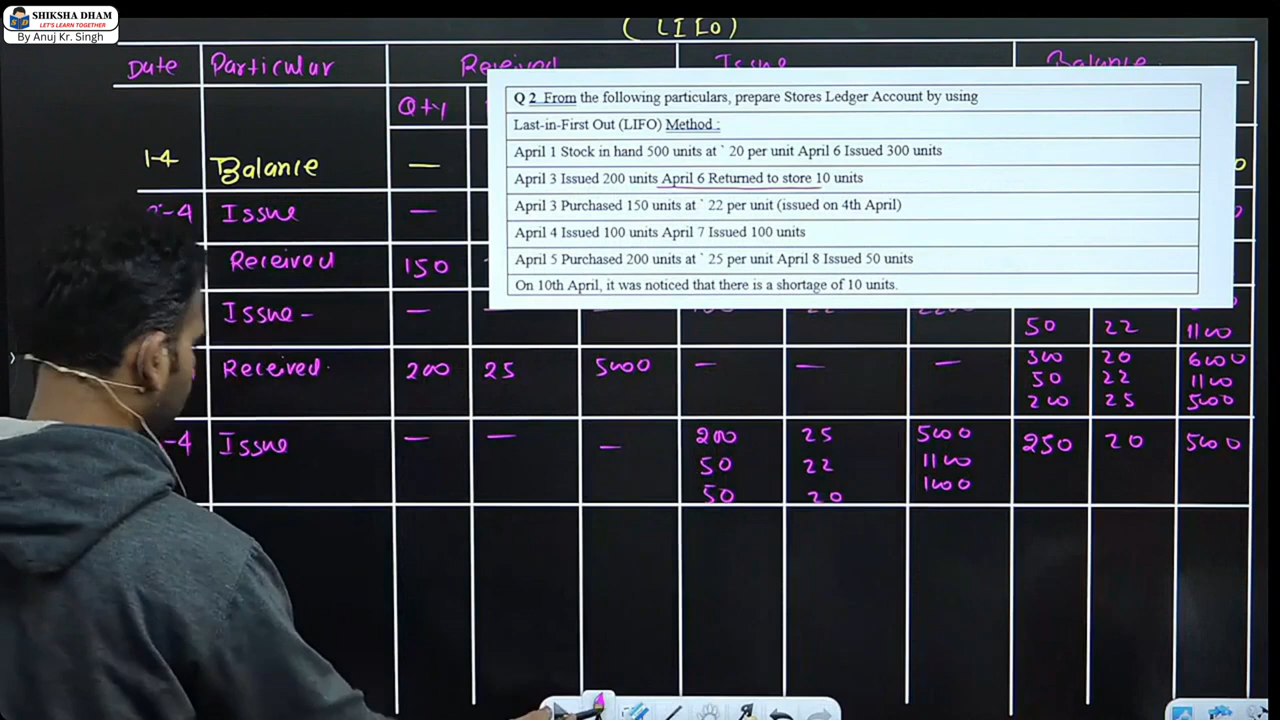 SHIKSHA DHAM
LET'S LEARN TOGETHER
By Anuj Kr. Singh
(LIFO)
Date Particular Received Issue Balance
Qty
Q 2 From the following particulars, prepare Stores Ledger Account by using
Last-in-First Out (LIFO) Method :
April 1 Stock in hand 500 units at ` 20 per unit April 6 Issued 300 units
April 3 Issued 200 units April 6 Returned to store 10 units
April 3 Purchased 150 units at ` 22 per unit (issued on 4th April)
April 4 Issued 100 units April 7 Issued 100 units
April 5 Purchased 200 units at ` 25 per unit April 8 Issued 50 units
On 10th April, it was noticed that there is a shortage of 10 units.
1-4 Balance —
-4 Issue —
Received 150
Issue - — 
50 22 1100
Received. 200 25 5000 — — — 300 20 6000
50 22 1100
200 25 5000
-4 Issue — — — 200 25 5000 250 20 5000
50 22 1100
50 20 1000